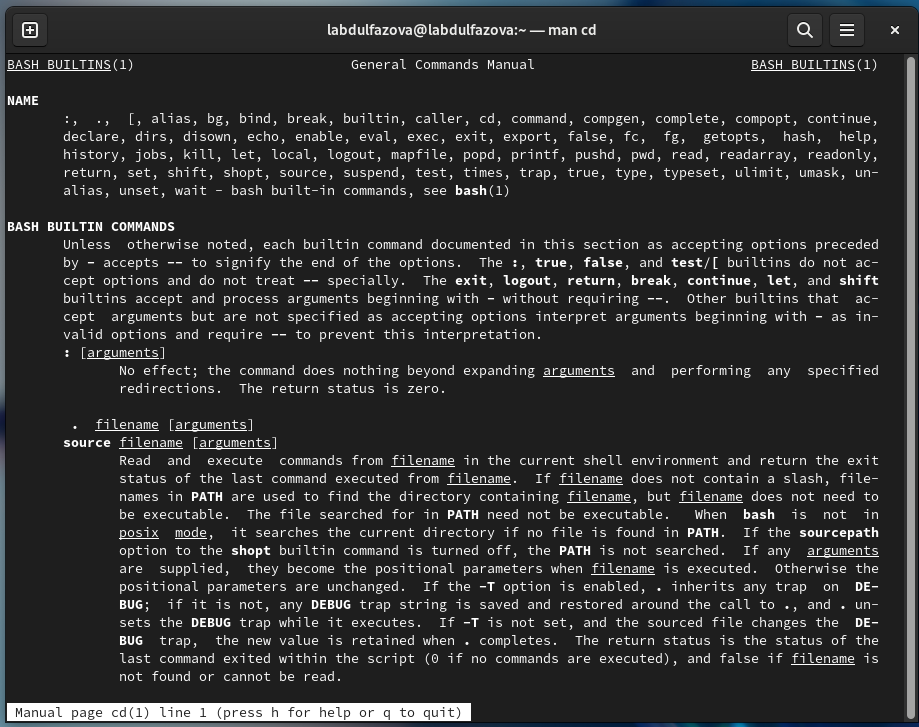 labdulfazova@labdulfazova:~ — man cd
BASH_BUILTINS(1) General Commands Manual BASH_BUILTINS(1)
NAME
:, ., [, alias, bg, bind, break, builtin, caller, cd, command, compgen, complete, compopt, continue,
declare, dirs, disown, echo, enable, eval, exec, exit, export, false, fc, fg, getopts, hash, help,
history, jobs, kill, let, local, logout, mapfile, popd, printf, pushd, pwd, read, readarray, readonly,
return, set, shift, shopt, source, suspend, test, times, trap, true, type, typeset, ulimit, umask, un-
alias, unset, wait - bash built-in commands, see bash(1)
BASH BUILTIN COMMANDS
Unless otherwise noted, each builtin command documented in this section as accepting options preceded
by - accepts -- to signify the end of the options. The :, true, false, and test/[ builtins do not ac-
cept options and do not treat -- specially. The exit, logout, return, break, continue, let, and shift
builtins accept and process arguments beginning with - without requiring --. Other builtins that ac-
cept arguments but are not specified as accepting options interpret arguments beginning with - as in-
valid options and require -- to prevent this interpretation.
: [arguments]
No effect; the command does nothing beyond expanding arguments and performing any specified
redirections. The return status is zero.
. filename [arguments]
source filename [arguments]
Read and execute commands from filename in the current shell environment and return the exit
status of the last command executed from filename. If filename does not contain a slash, file-
names in PATH are used to find the directory containing filename, but filename does not need to
be executable. The file searched for in PATH need not be executable. When bash is not in
posix mode, it searches the current directory if no file is found in PATH. If the sourcepath
option to the shopt builtin command is turned off, the PATH is not searched. If any arguments
are supplied, they become the positional parameters when filename is executed. Otherwise the
positional parameters are unchanged. If the -T option is enabled, . inherits any trap on DE-
BUG; if it is not, any DEBUG trap string is saved and restored around the call to ., and . un-
sets the DEBUG trap while it executes. If -T is not set, and the sourced file changes the DE-
BUG trap, the new value is retained when . completes. The return status is the status of the
last command exited within the script (0 if no commands are executed), and false if filename is
not found or cannot be read.
Manual page cd(1) line 1 (press h for help or q to quit)